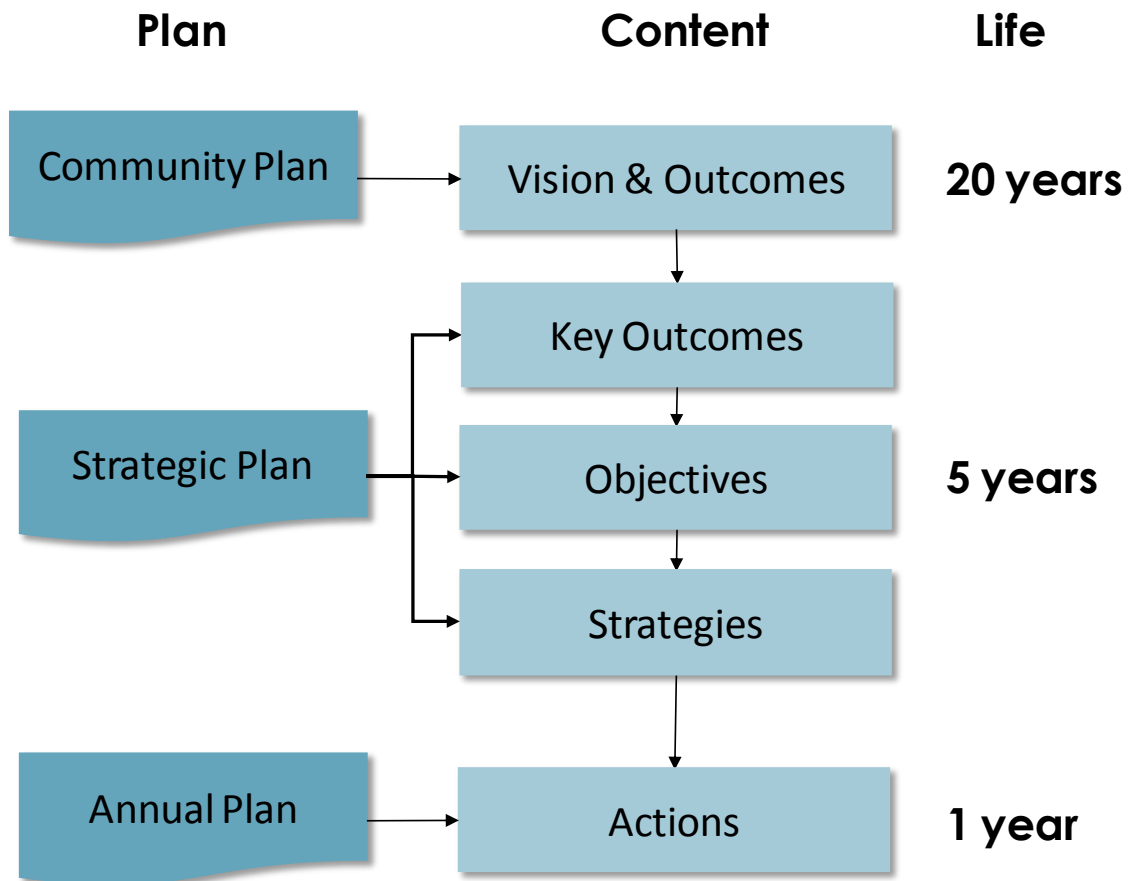 Plan Content Life
Community Plan Vision & Outcomes 20 years
Key Outcomes
Strategic Plan Objectives 5 years
Strategies
Annual Plan Actions 1 year